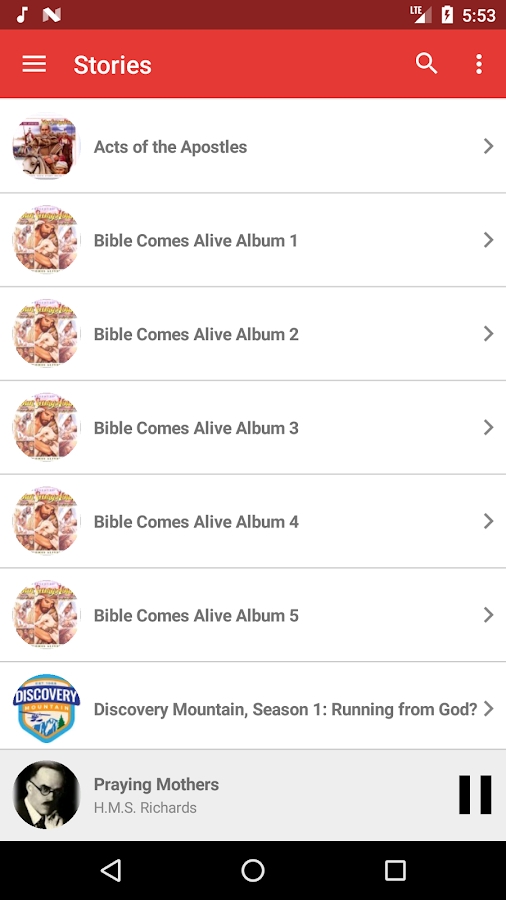 LTE
5:53
Stories
Acts of the Apostles
Bible Comes Alive Album 1
Bible Comes Alive Album 2
Bible Comes Alive Album 3
Bible Comes Alive Album 4
Bible Comes Alive Album 5
DISCOVERY
MOUNTAIN
Discovery Mountain, Season 1: Running from God?
Praying Mothers
H.M.S. Richards